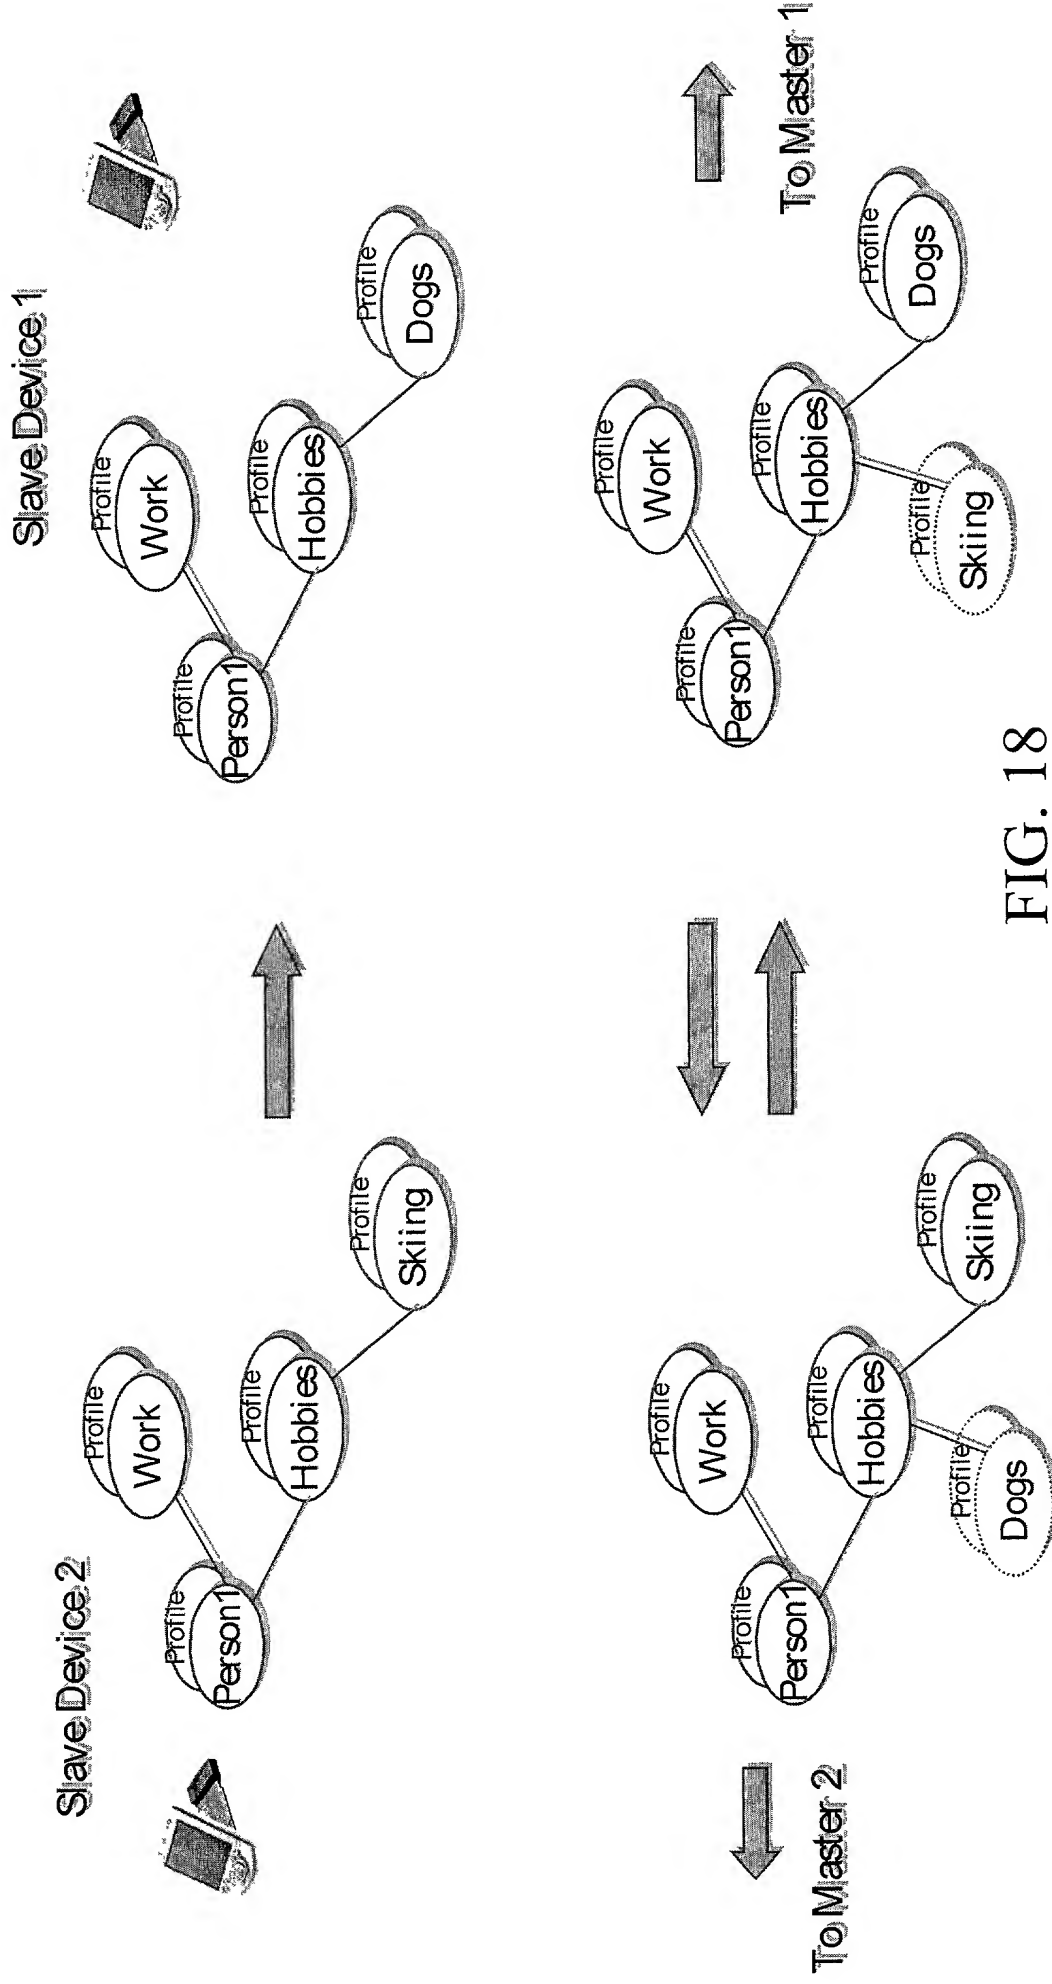 Slave Device 2
Profile
Work
Profile
Person1
Profile
Hobbies
Profile
Skiing
Slave Device 1
Profile
Work
Profile
Person1
Profile
Hobbies
Profile
Dogs
To Master 2
Profile
Work
Profile
Person1
Profile
Hobbies
Profile
Skiing
Profile
Dogs
Profile
Work
Profile
Person1
Profile
Hobbies
Profile
Dogs
Profile
Skiing
To Master 1
FIG. 18